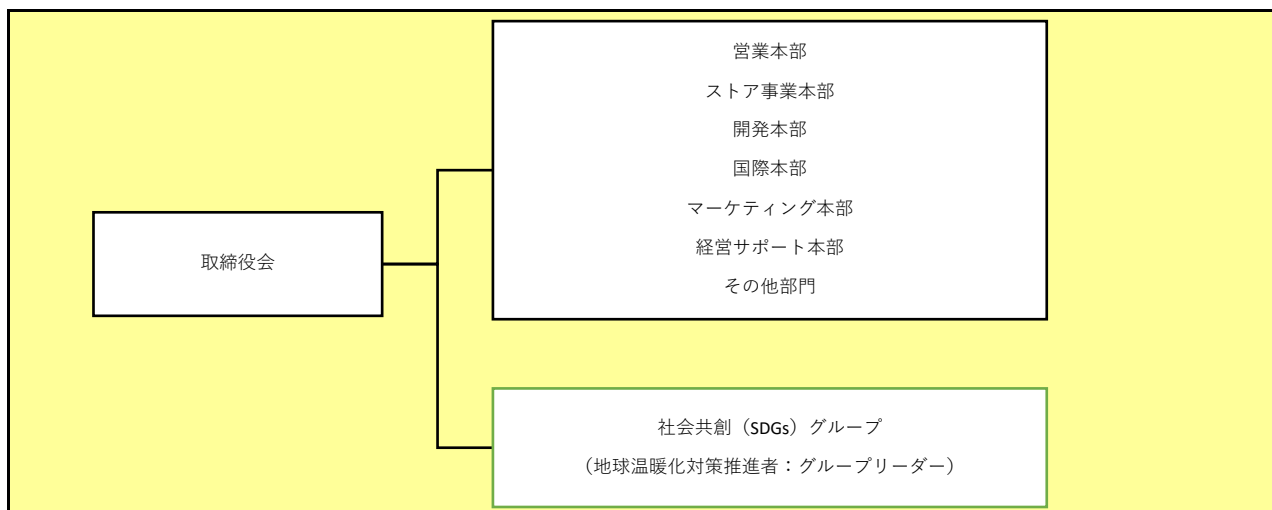 営業本部
ストア事業本部
開発本部
国際本部
マーケティング本部
経営サポート本部
その他部門
取締役会
社会共創（SDGs）グループ
（地球温暖化対策推進者：グループリーダー）